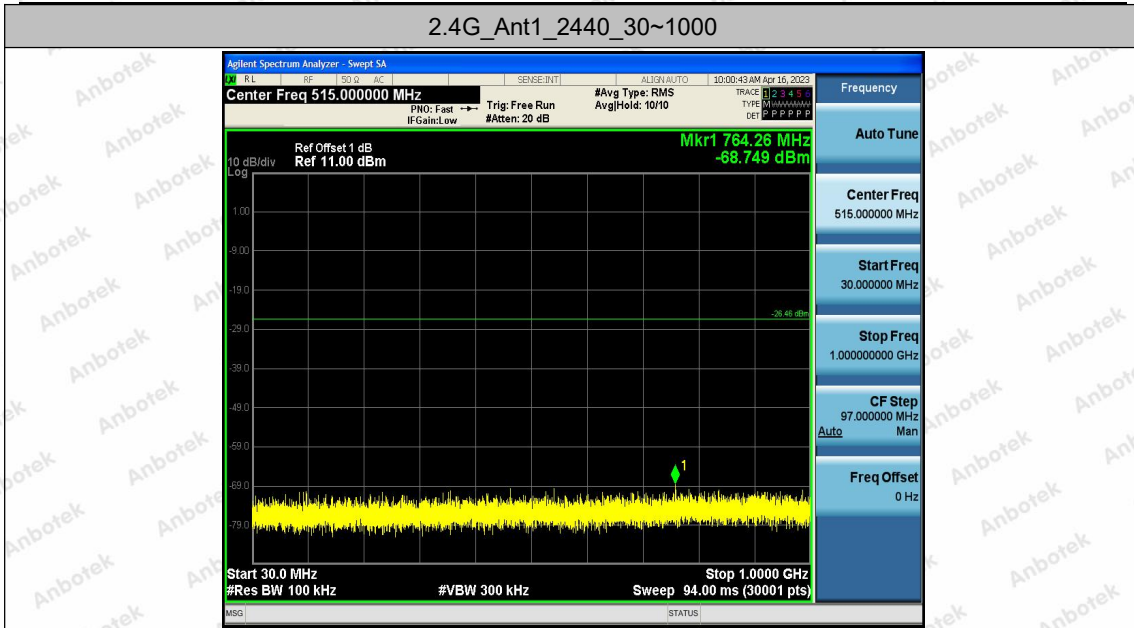 2.4G_Ant1_2440_30~1000
Agilent Spectrum Analyzer - Swept SA
LXI RL RF 50 Ω AC SENSE:INT ALIGN AUTO 10:00:43 AM Apr 16, 2023
Center Freq 515.000000 MHz #Avg Type: RMS TRACE 1 2 3 4 5 6
PNO: Fast Trig: Free Run Avg|Hold: 10/10 TYPE MWWWWW
IFGain:Low #Atten: 20 dB DET P P P P P P
Mkr1 764.26 MHz
-68.749 dBm
Ref Offset 1 dB
10 dB/div Ref 11.00 dBm
Log
1.00
-9.00
-19.0
-26.46 dBm
-29.0
-39.0
-49.0
-59.0
1
-69.0
-79.0
Start 30.0 MHz Stop 1.0000 GHz
#Res BW 100 kHz #VBW 300 kHz Sweep 94.00 ms (30001 pts)
MSG STATUS
Frequency
Auto Tune
Center Freq
515.000000 MHz
Start Freq
30.000000 MHz
Stop Freq
1.000000000 GHz
CF Step
97.000000 MHz
Auto Man
Freq Offset
0 Hz
Anbotek